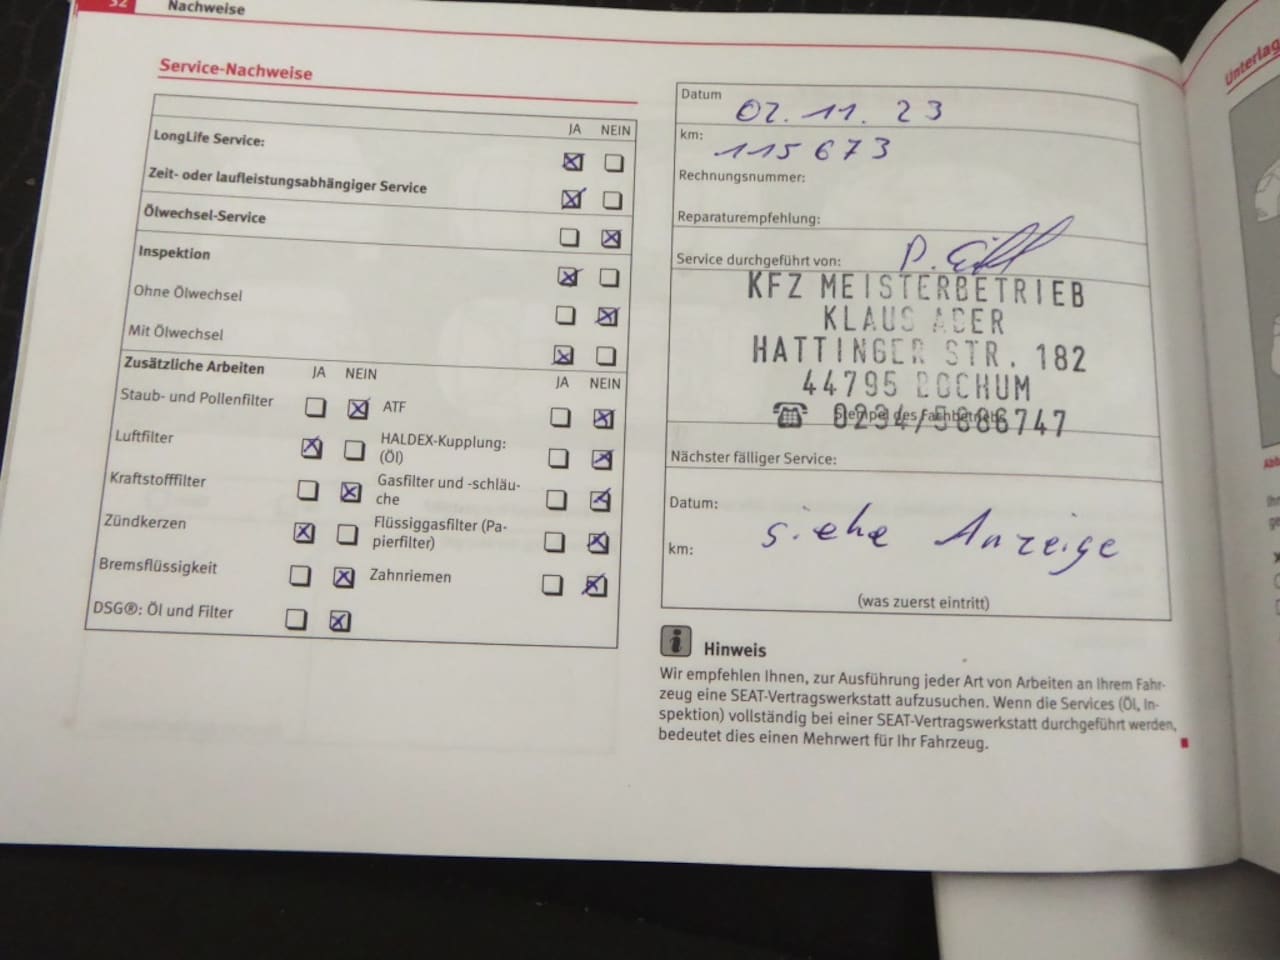 32 Nachweise
Service-Nachweise
JA NEIN
LongLife Service:
Zeit- oder laufleistungsabhängiger Service
Ölwechsel-Service
Inspektion
Ohne Ölwechsel
Mit Ölwechsel
Zusätzliche Arbeiten JA NEIN JA NEIN
Staub- und Pollenfilter ATF
Luftfilter HALDEX-Kupplung:
(Öl)
Kraftstofffilter Gasfilter und -schläu-
che
Zündkerzen Flüssiggasfilter (Pa-
pierfilter)
Bremsflüssigkeit Zahnriemen
DSG®: Öl und Filter
Datum 02.11.23
km: 115673
Rechnungsnummer:
Reparaturempfehlung:
Service durchgeführt von: P.
KFZ MEISTERBETRIEB
KLAUS ADER
HATTINGER STR. 182
44795 BOCHUM
Stempel des Fachbetriebs
☎ 0234/5886747
Nächster fälliger Service:
Datum:
siehe Anzeige
km:
(was zuerst eintritt)
i Hinweis
Wir empfehlen Ihnen, zur Ausführung jeder Art von Arbeiten an Ihrem Fahr-
zeug eine SEAT-Vertragswerkstatt aufzusuchen. Wenn die Services (Öl, In-
spektion) vollständig bei einer SEAT-Vertragswerkstatt durchgeführt werden,
bedeutet dies einen Mehrwert für Ihr Fahrzeug.
Unterlag